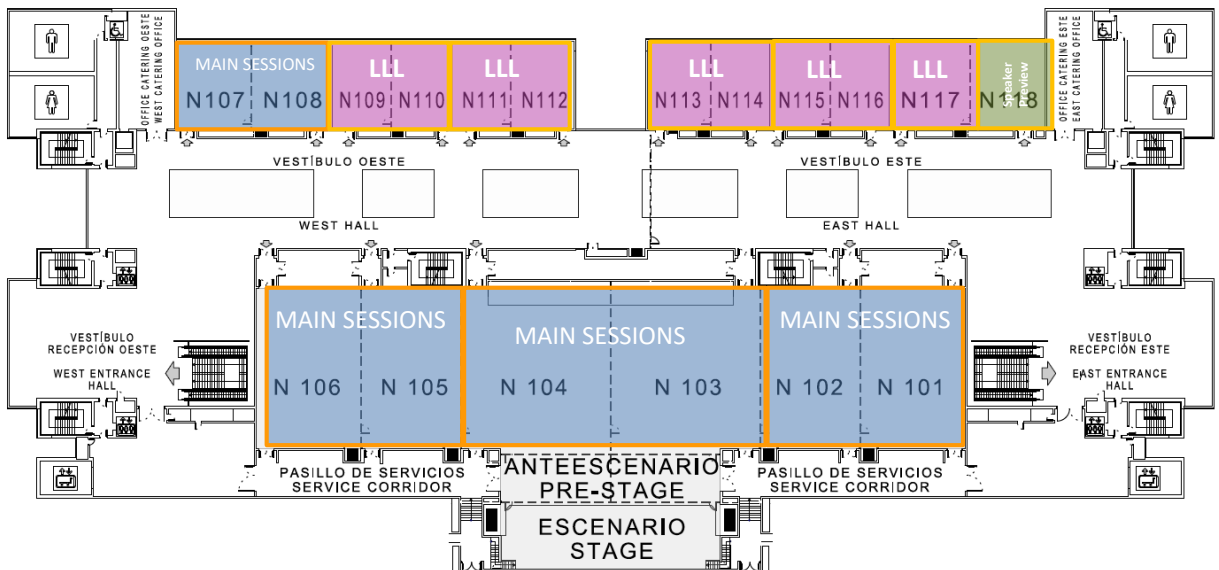 OFFICE CATERING OESTE
WEST CATERING OFFICE
MAIN SESSIONS
N107 N108
LLL
N109 N110
LLL
N111 N112
LLL
N113 N114
LLL
N115 N116
LLL
N117
Speaker
Preview
N118
OFFICE CATERING ESTE
EAST CATERING OFFICE
VESTÍBULO OESTE
VESTÍBULO ESTE
WEST HALL
EAST HALL
MAIN SESSIONS
N 106 N 105
MAIN SESSIONS
N 104 N 103
MAIN SESSIONS
N 102 N 101
VESTÍBULO
RECEPCIÓN OESTE
WEST ENTRANCE
HALL
VESTÍBULO
RECEPCIÓN ESTE
EAST ENTRANCE
HALL
PASILLO DE SERVICIOS
SERVICE CORRIDOR
ANTEESCENARIO
PRE-STAGE
PASILLO DE SERVICIOS
SERVICE CORRIDOR
ESCENARIO
STAGE